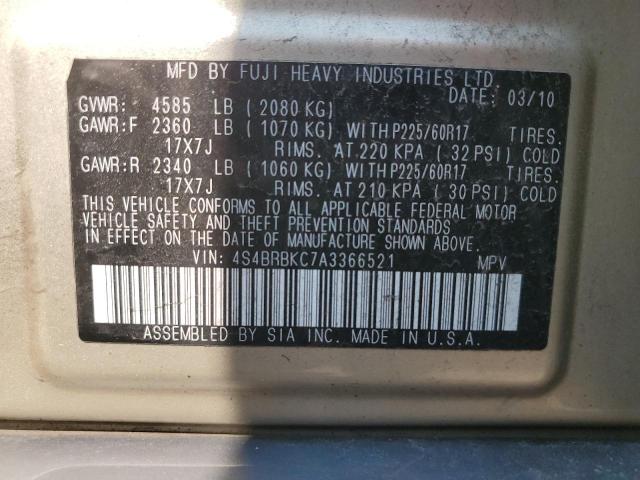 MFD BY FUJI HEAVY INDUSTRIES LTD.
DATE: 03/10
GVWR: 4585 LB ( 2080 KG)
GAWR:F 2360 LB ( 1070 KG) WITHP225/60R17 TIRES.
17X7J RIMS. AT 220 KPA ( 32 PSI) COLD
GAWR:R 2340 LB ( 1060 KG) WITHP225/60R17 TIRES.
17X7J RIMS. AT 210 KPA ( 30 PSI) COLD
THIS VEHICLE CONFORMS TO ALL APPLICABLE FEDERAL MOTOR
VEHICLE SAFETY AND THEFT PREVENTION STANDARDS
IN EFFECT ON THE DATE OF MANUFACTURE SHOWN ABOVE.
VIN: 4S4BRBKC7A3366521 MPV
ASSEMBLED BY SIA INC. MADE IN U.S.A.